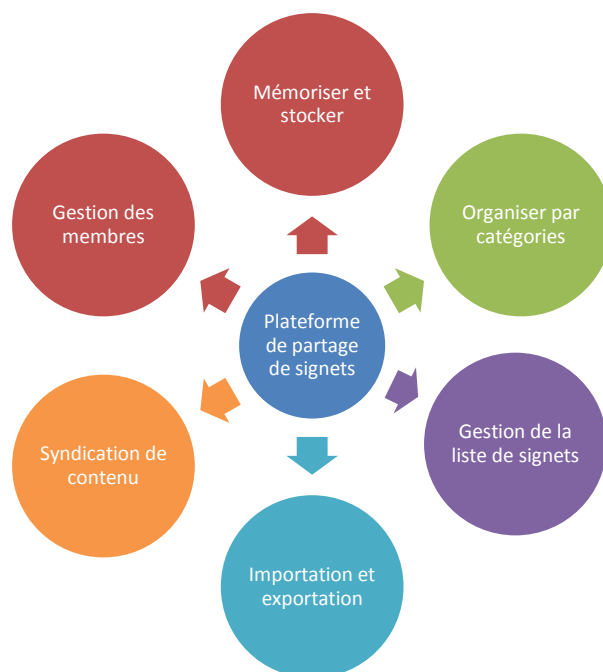 Mémoriser et
stocker
Gestion des
membres
Organiser par
catégories
Plateforme
de partage
de signets
Syndication de
contenu
Gestion de la
liste de signets
Importation et
exportation